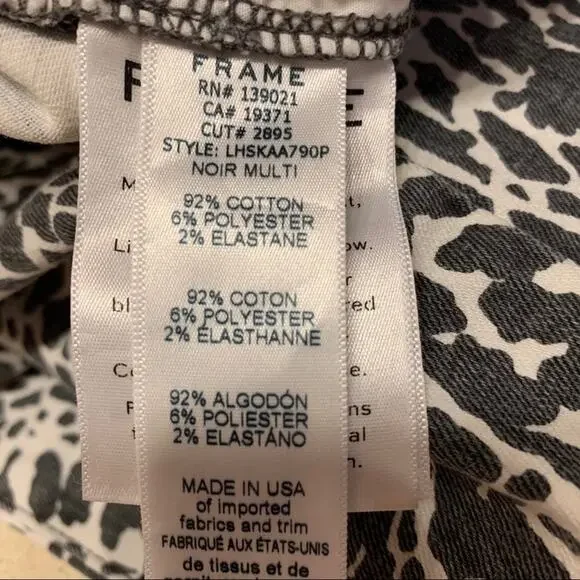 FRAME
RN# 139021
CA# 19371
CUT# 2895
STYLE: LHSKAA790P
NOIR MULTI
92% COTTON
6% POLYESTER
2% ELASTANE
92% COTON
6% POLYESTER
2% ELASTHANNE
92% ALGODÓN
6% POLIESTER
2% ELASTÁNO
MADE IN USA
of imported
fabrics and trim
FABRIQUÉ AUX ÉTATS-UNIS
de tissus et de